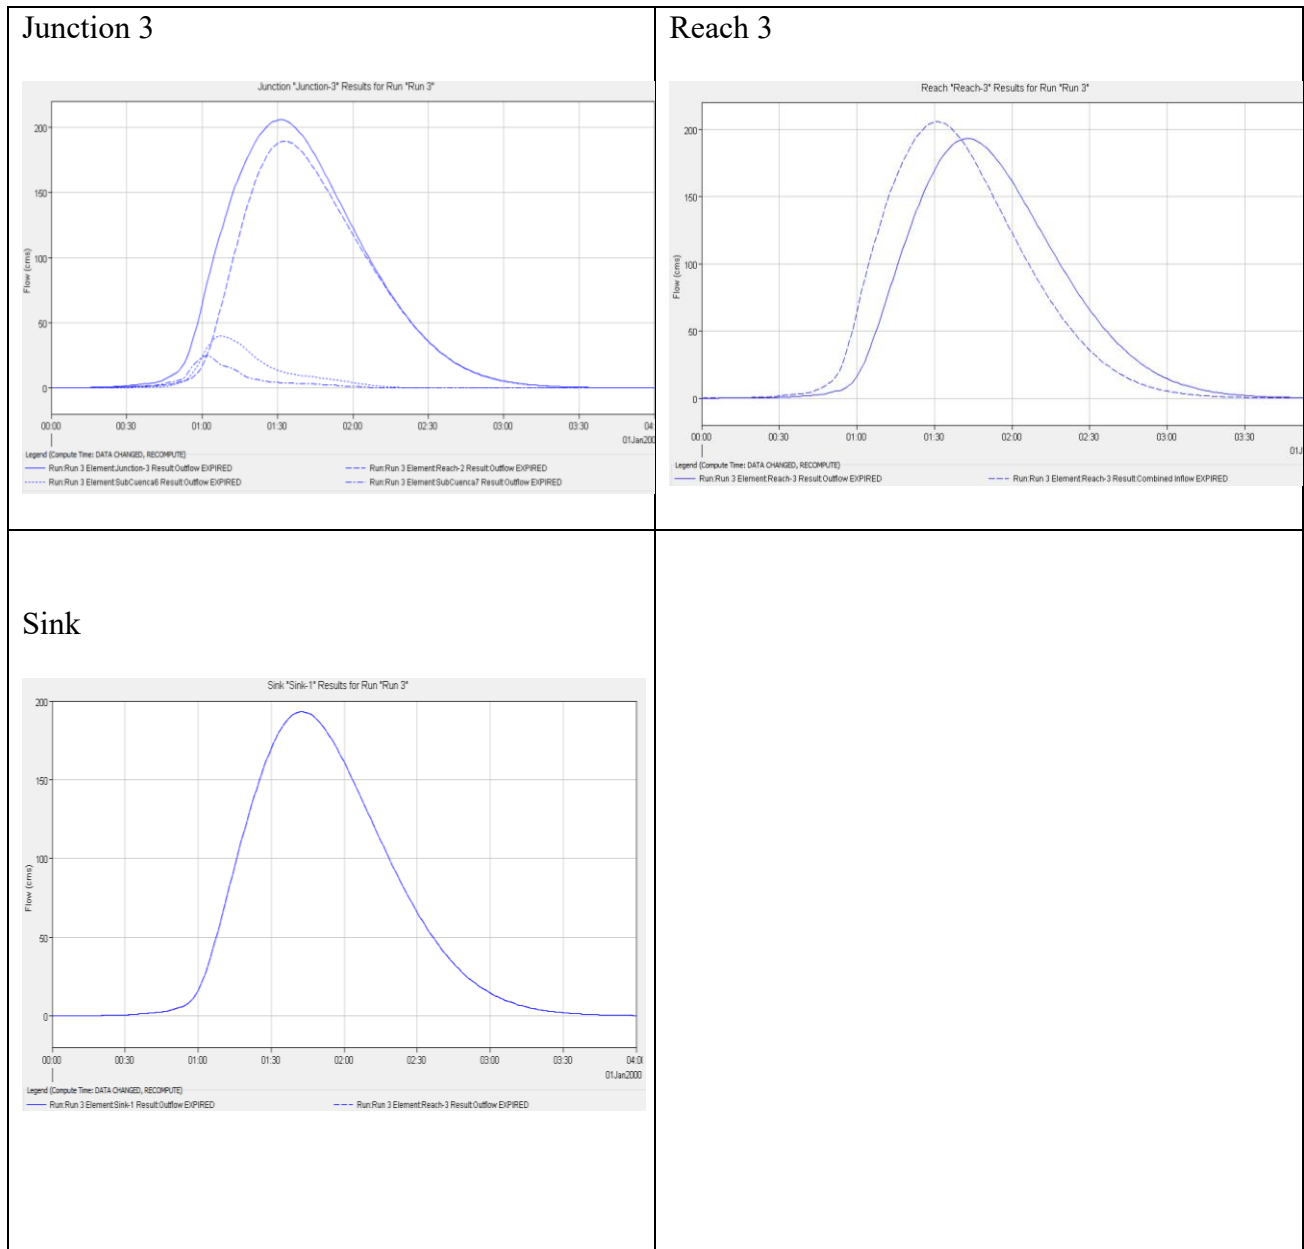 Junction 3
Junction "Junction-3" Results for Run "Run 3"
Flow (cms)
200
150
100
50
0
00:00 00:30 01:00 01:30 02:00 02:30 03:00 03:30 04:
01Jan200
Legend (Compute Time: DATA CHANGED, RECOMPUTE)
Run:Run 3 Element:Junction-3 Result:Outflow EXPIRED Run:Run 3 Element:Reach-2 Result:Outflow EXPIRED
Run:Run 3 Element:SubCuenca6 Result:Outflow EXPIRED Run:Run 3 Element:SubCuenca7 Result:Outflow EXPIRED
Reach 3
Reach "Reach-3" Results for Run "Run 3"
Flow (cms)
200
150
100
50
0
00:00 00:30 01:00 01:30 02:00 02:30 03:00 03:30
01J
Legend (Compute Time: DATA CHANGED, RECOMPUTE)
Run:Run 3 Element:Reach-3 Result:Outflow EXPIRED Run:Run 3 Element:Reach-3 Result:Combined Inflow EXPIRED
Sink
Sink "Sink-1" Results for Run "Run 3"
Flow (cms)
200
150
100
50
0
00:00 00:30 01:00 01:30 02:00 02:30 03:00 03:30 04:0
01Jan2000
Legend (Compute Time: DATA CHANGED, RECOMPUTE)
Run:Run 3 Element:Sink-1 Result:Outflow EXPIRED Run:Run 3 Element:Reach-3 Result:Outflow EXPIRED